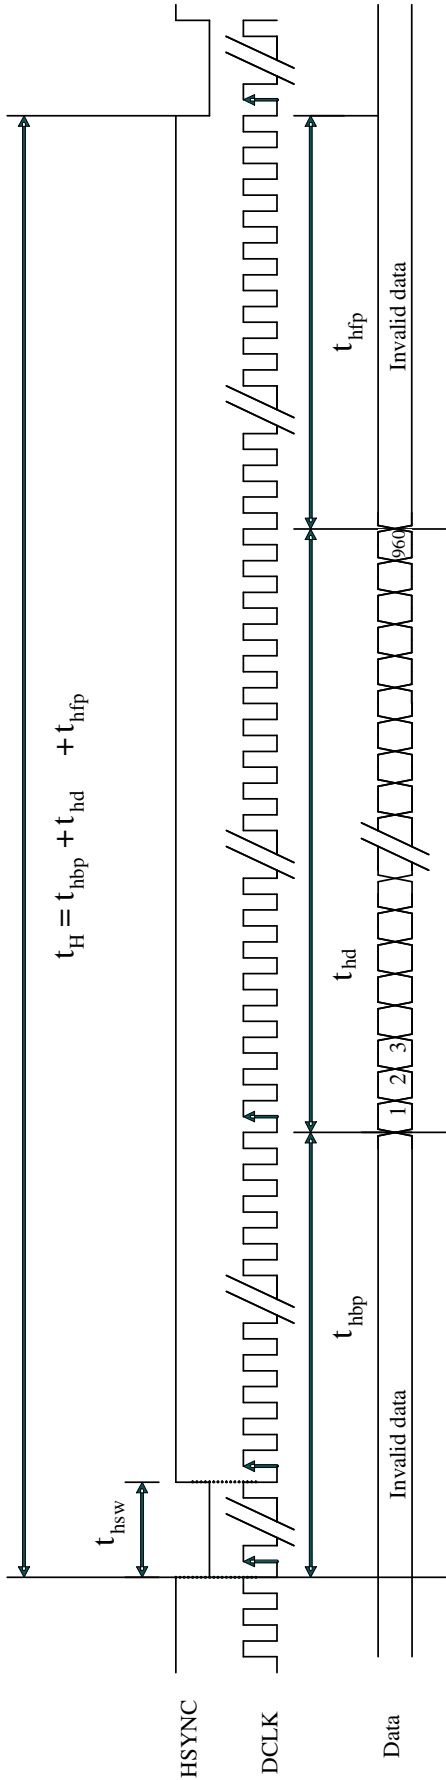 t_H = t_hbp + t_hd + t_hfp
t_hsw
HSYNC
DCLK
t_hbp
t_hd
t_hfp
Data
Invalid data
1 2 3
960
Invalid data